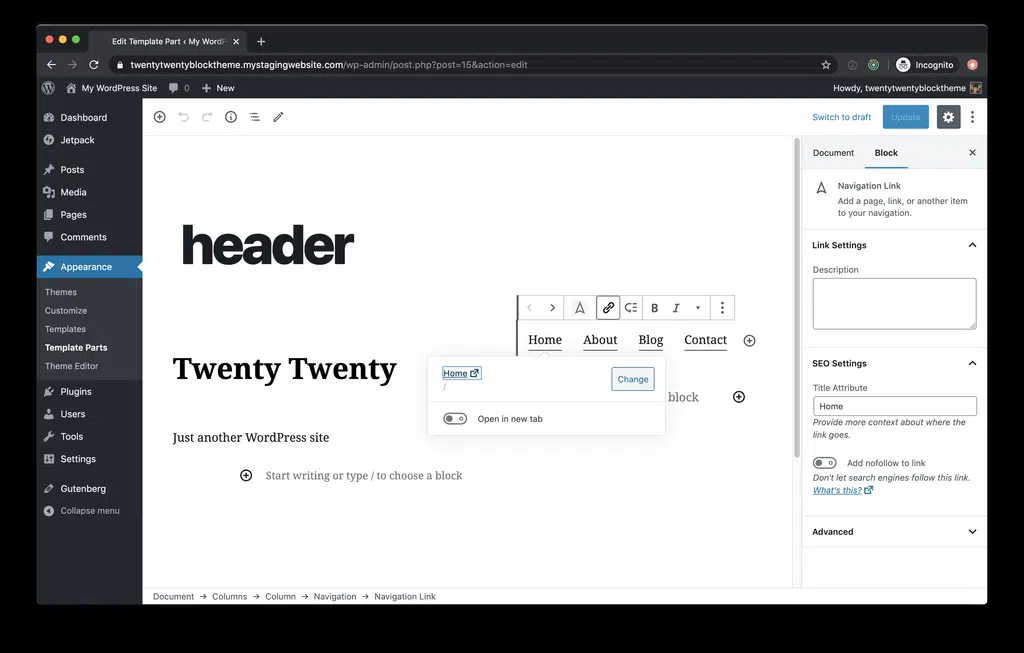 Edit Template Part ‹ My WordP
twentytwentyblocktheme.mystagingwebsite.com/wp-admin/post.php?post=15&action=edit
Incognito
My WordPress Site
0
New
Howdy, twentytwentyblocktheme
Dashboard
Jetpack
Posts
Media
Pages
Comments
Appearance
Themes
Customize
Templates
Template Parts
Theme Editor
Plugins
Users
Tools
Settings
Gutenberg
Collapse menu
Switch to draft
Update
header
B I
Home About Blog Contact
Twenty Twenty
Home
/
Change
block
Open in new tab
Just another WordPress site
Start writing or type / to choose a block
Document Block
Navigation Link
Add a page, link, or another item
to your navigation.
Link Settings
Description
SEO Settings
Title Attribute
Home
Provide more context about where the
link goes.
Add nofollow to link
Don't let search engines follow this link.
What's this?
Advanced
Document → Columns → Column → Navigation → Navigation Link